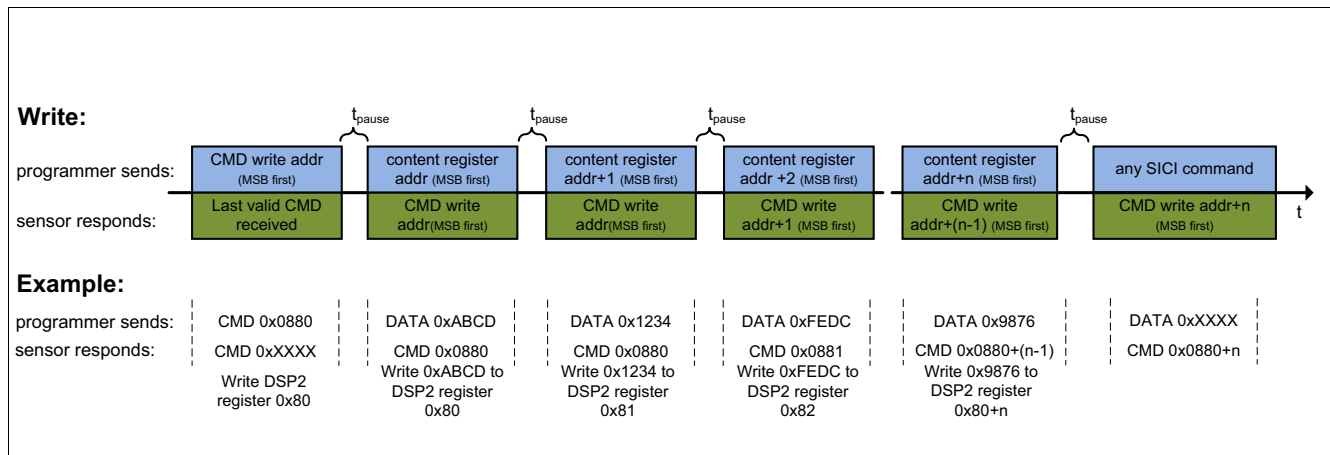 Write:
t_pause t_pause t_pause t_pause
programmer sends:
CMD write addr
(MSB first)
content register
addr (MSB first)
content register
addr+1 (MSB first)
content register
addr +2 (MSB first)
content register
addr+n (MSB first)
any SICI command
sensor responds:
Last valid CMD
received
CMD write
addr(MSB first)
CMD write
addr(MSB first)
CMD write
addr+1 (MSB first)
CMD write
addr+(n-1) (MSB first)
CMD write addr+n
(MSB first)
t
Example:
programmer sends: CMD 0x0880 DATA 0xABCD DATA 0x1234 DATA 0xFEDC DATA 0x9876 DATA 0xXXXX
sensor responds: CMD 0xXXXX CMD 0x0880 CMD 0x0880 CMD 0x0881 CMD 0x0880+(n-1) CMD 0x0880+n
Write DSP2
register 0x80
Write 0xABCD to
DSP2 register
0x80
Write 0x1234 to
DSP2 register
0x81
Write 0xFEDC to
DSP2 register
0x82
Write 0x9876 to
DSP2 register
0x80+n